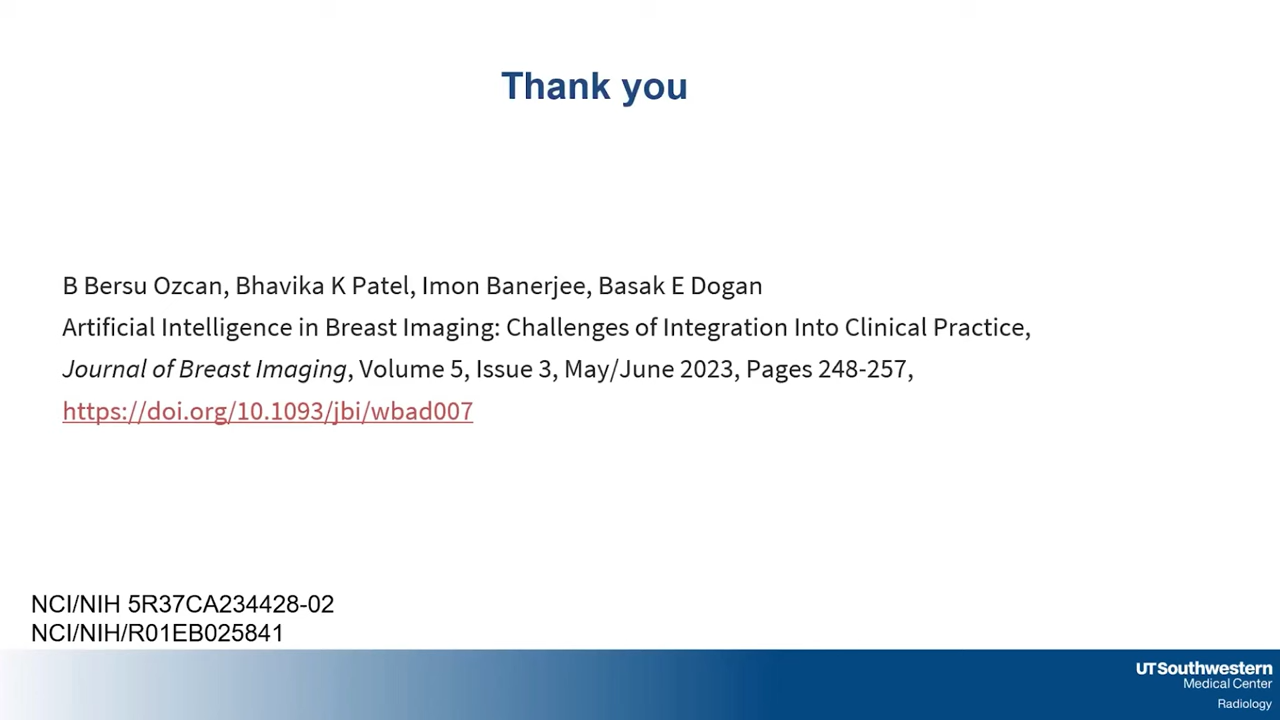 Thank you
B Bersu Ozcan, Bhavika K Patel, Imon Banerjee, Basak E Dogan
Artificial Intelligence in Breast Imaging: Challenges of Integration Into Clinical Practice,
Journal of Breast Imaging, Volume 5, Issue 3, May/June 2023, Pages 248-257,
https://doi.org/10.1093/jbi/wbad007
NCI/NIH 5R37CA234428-02
NCI/NIH/R01EB025841
UTSouthwestern
Medical Center
Radiology